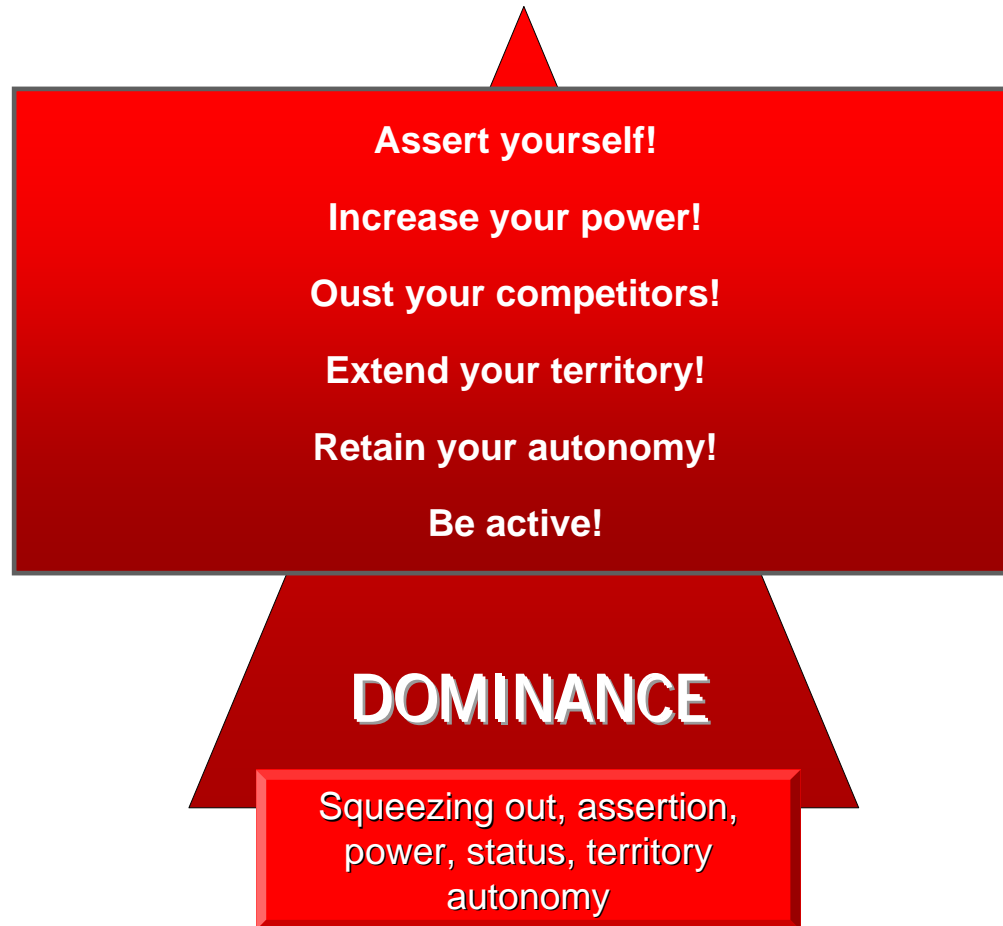 Assert yourself!
Increase your power!
Oust your competitors!
Extend your territory!
Retain your autonomy!
Be active!
DOMINANCE
Squeezing out, assertion,
power, status, territory
autonomy